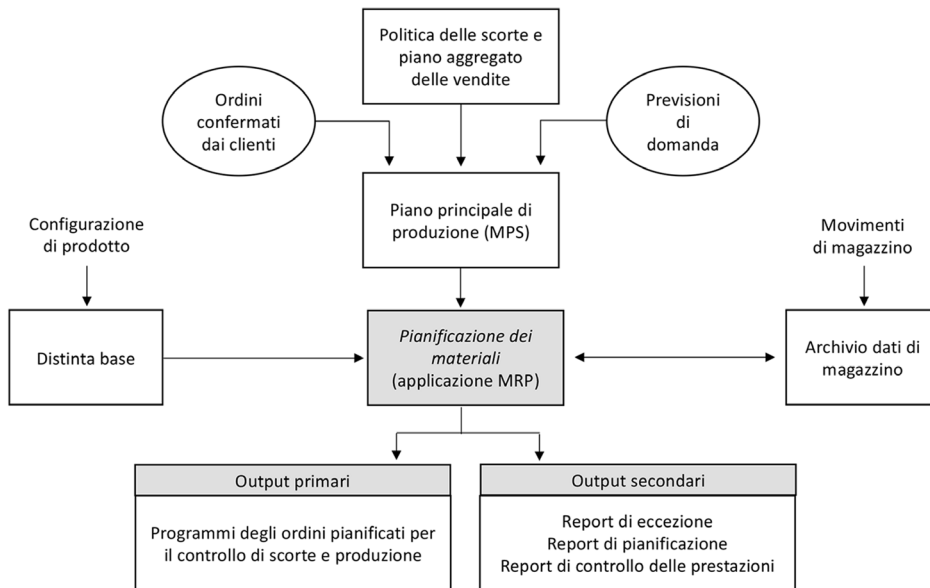 Politica delle scorte e
piano aggregato
delle vendite
Ordini
confermati
dai clienti
Previsioni
di
domanda
Piano principale di
produzione (MPS)
Configurazione
di prodotto
Movimenti
di magazzino
Distinta base
Pianificazione dei
materiali
(applicazione MRP)
Archivio dati di
magazzino
Output primari
Programmi degli ordini pianificati per
il controllo di scorte e produzione
Output secondari
Report di eccezione
Report di pianificazione
Report di controllo delle prestazioni